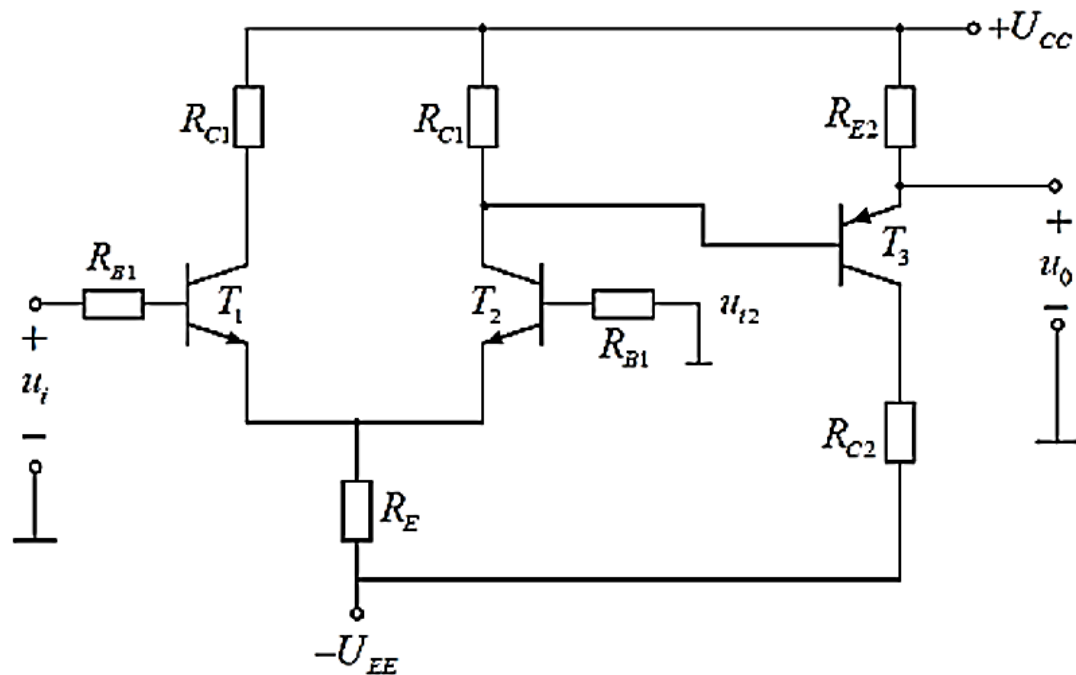 +U_CC
R_C1
R_C1
R_E2
R_B1
T_1
T_2
R_B1
u_i2
T_3
+
u_0
−
+
u_i
−
R_C2
R_E
−U_EE